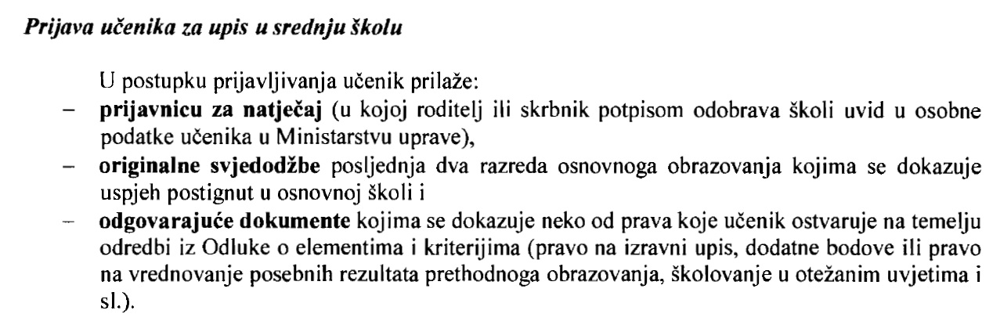 Prijava učenika za upis u srednju školu
U postupku prijavljivanja učenik prilaže:
– prijavnicu za natječaj (u kojoj roditelj ili skrbnik potpisom odobrava školi uvid u osobne
podatke učenika u Ministarstvu uprave),
– originalne svjedodžbe posljednja dva razreda osnovnoga obrazovanja kojima se dokazuje
uspjeh postignut u osnovnoj školi i
– odgovarajuće dokumente kojima se dokazuje neko od prava koje učenik ostvaruje na temelju
odredbi iz Odluke o elementima i kriterijima (pravo na izravni upis, dodatne bodove ili pravo
na vrednovanje posebnih rezultata prethodnoga obrazovanja, školovanje u otežanim uvjetima i
sl.).